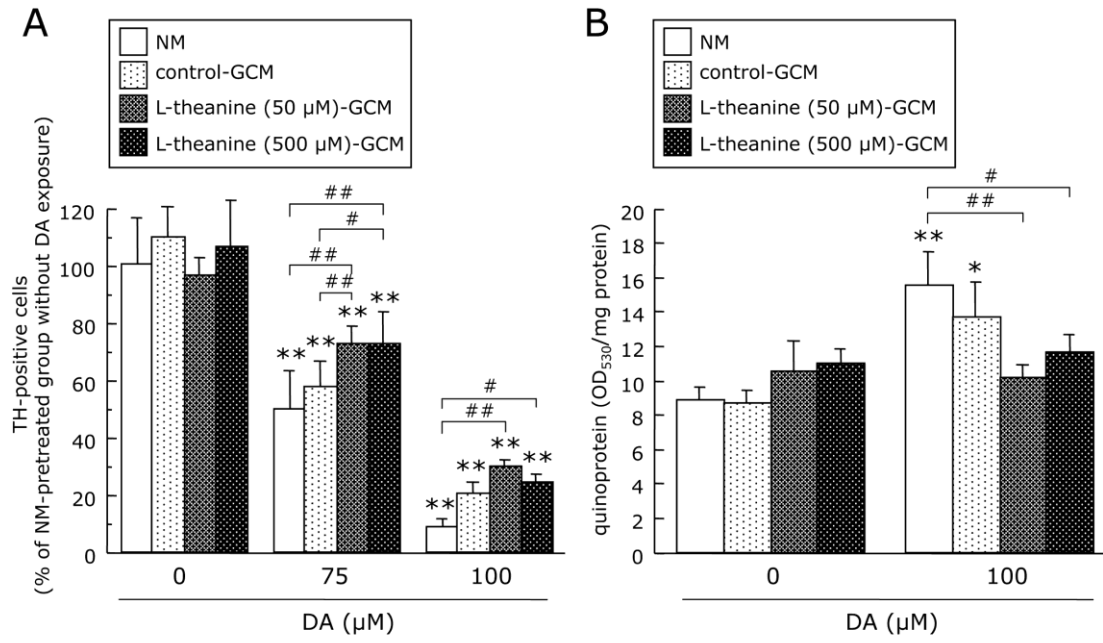 A
NM
control-GCM
L-theanine (50 µM)-GCM
L-theanine (500 µM)-GCM
TH-positive cells
(% of NM-pretreated group without DA exposure)
120
100
80
60
40
20
0
##
#
##
##
** ** ** **
#
##
** ** ** **
0 75 100
DA (µM)
B
NM
control-GCM
L-theanine (50 µM)-GCM
L-theanine (500 µM)-GCM
quinoprotein (OD530/mg protein)
20
18
16
14
12
10
8
6
4
2
0
#
##
** *
0 100
DA (µM)